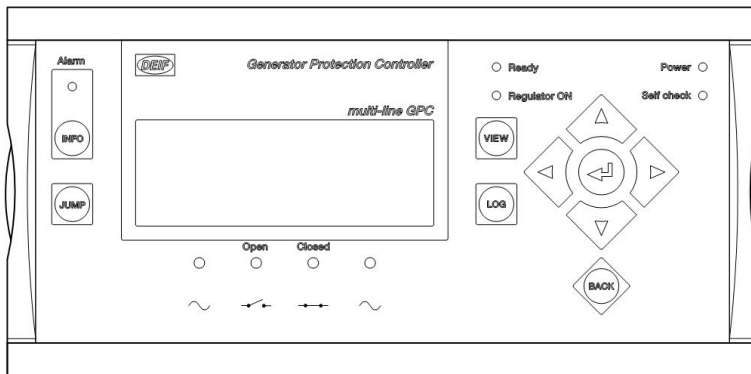 Alarm
INFO
JUMP
DEIF
Generator Protection Controller
multi-line GPC
Open
Closed
Ready
Power
Regulator ON
Self check
VIEW
LOG
BACK